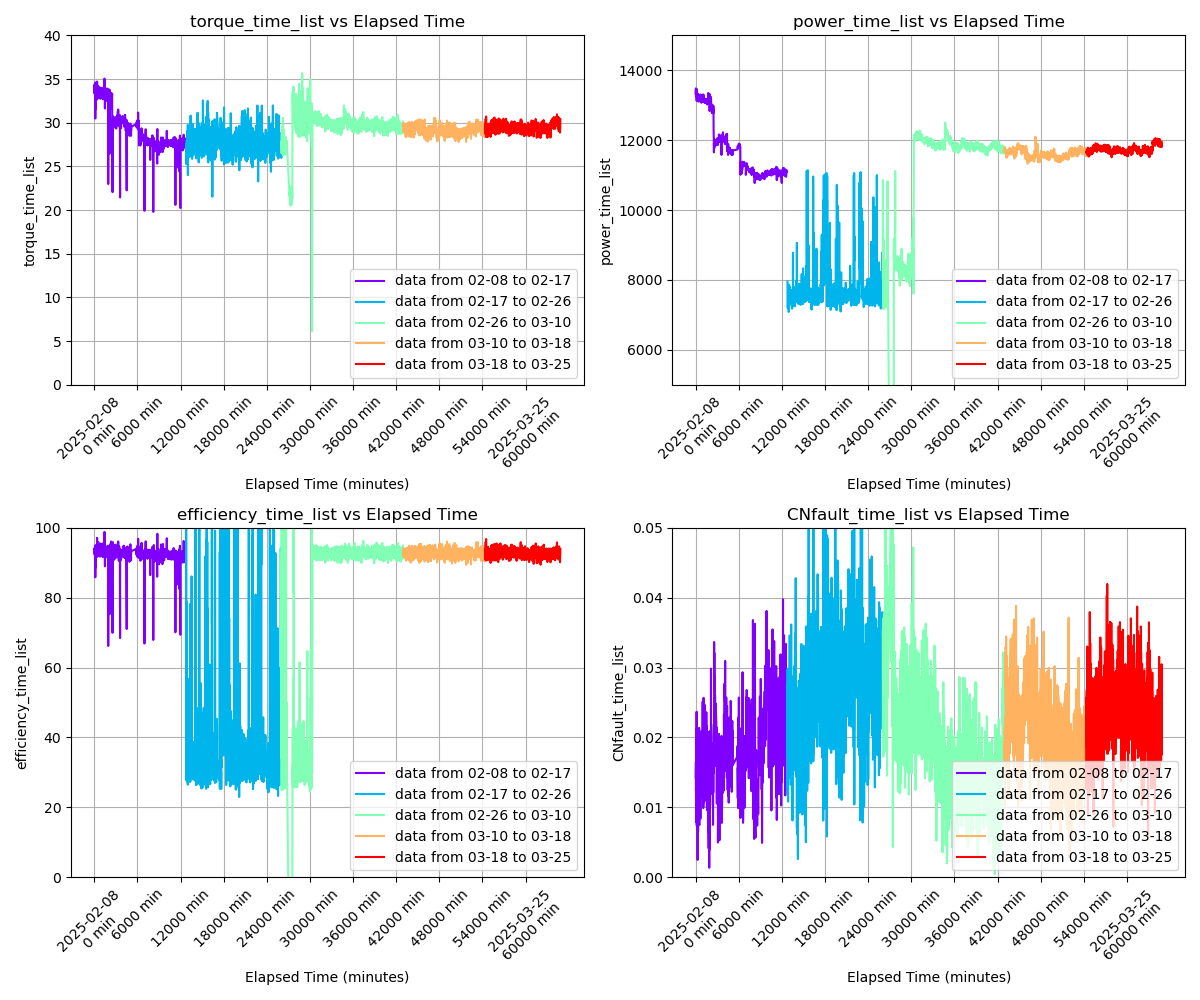 torque_time_list vs Elapsed Time
torque_time_list
40
35
30
25
20
15
10
5
0
data from 02-08 to 02-17
data from 02-17 to 02-26
data from 02-26 to 03-10
data from 03-10 to 03-18
data from 03-18 to 03-25
2025-02-08
0 min
6000 min
12000 min
18000 min
24000 min
30000 min
36000 min
42000 min
48000 min
54000 min
2025-03-25
60000 min
Elapsed Time (minutes)
power_time_list vs Elapsed Time
power_time_list
14000
12000
10000
8000
6000
data from 02-08 to 02-17
data from 02-17 to 02-26
data from 02-26 to 03-10
data from 03-10 to 03-18
data from 03-18 to 03-25
2025-02-08
0 min
6000 min
12000 min
18000 min
24000 min
30000 min
36000 min
42000 min
48000 min
54000 min
2025-03-25
60000 min
Elapsed Time (minutes)
efficiency_time_list vs Elapsed Time
efficiency_time_list
100
80
60
40
20
0
data from 02-08 to 02-17
data from 02-17 to 02-26
data from 02-26 to 03-10
data from 03-10 to 03-18
data from 03-18 to 03-25
2025-02-08
0 min
6000 min
12000 min
18000 min
24000 min
30000 min
36000 min
42000 min
48000 min
54000 min
2025-03-25
60000 min
Elapsed Time (minutes)
CNfault_time_list vs Elapsed Time
CNfault_time_list
0.05
0.04
0.03
0.02
0.01
0.00
data from 02-08 to 02-17
data from 02-17 to 02-26
data from 02-26 to 03-10
data from 03-10 to 03-18
data from 03-18 to 03-25
2025-02-08
0 min
6000 min
12000 min
18000 min
24000 min
30000 min
36000 min
42000 min
48000 min
54000 min
2025-03-25
60000 min
Elapsed Time (minutes)